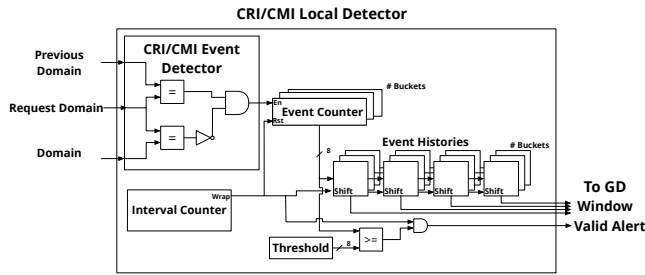 CRI/CMI Local Detector
CRI/CMI Event
Detector
Previous
Domain
Request Domain
Domain
=
=
En
Rst
Event Counter
# Buckets
8
Event Histories
# Buckets
Shift
Shift
Shift
Shift
Interval Counter
Wrap
Threshold
8
>=
To GD
Window
Valid Alert